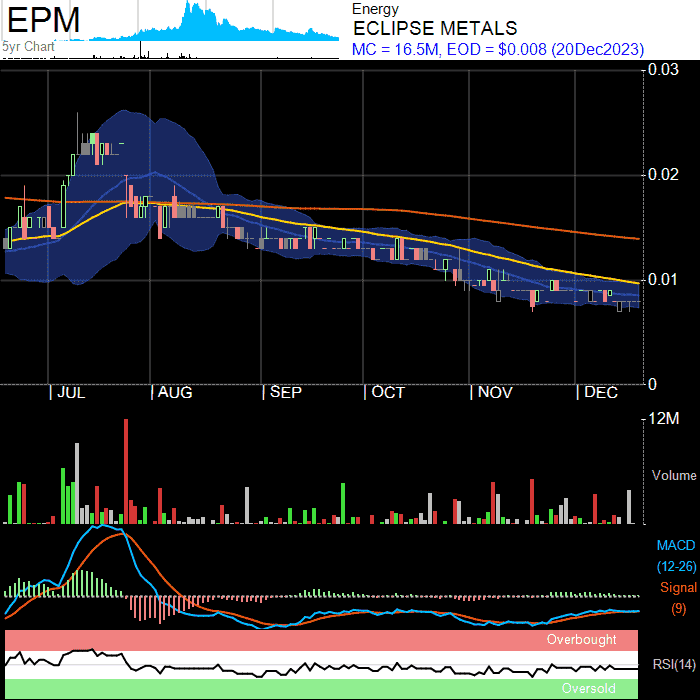 EPM
5yr Chart
Energy
ECLIPSE METALS
MC = 16.5M, EOD = $0.008 (20Dec2023)
0.03
0.02
0.01
0
| JUL | AUG | SEP | OCT | NOV | DEC
12M
Volume
MACD
(12-26)
Signal
(9)
Overbought
RSI(14)
Oversold